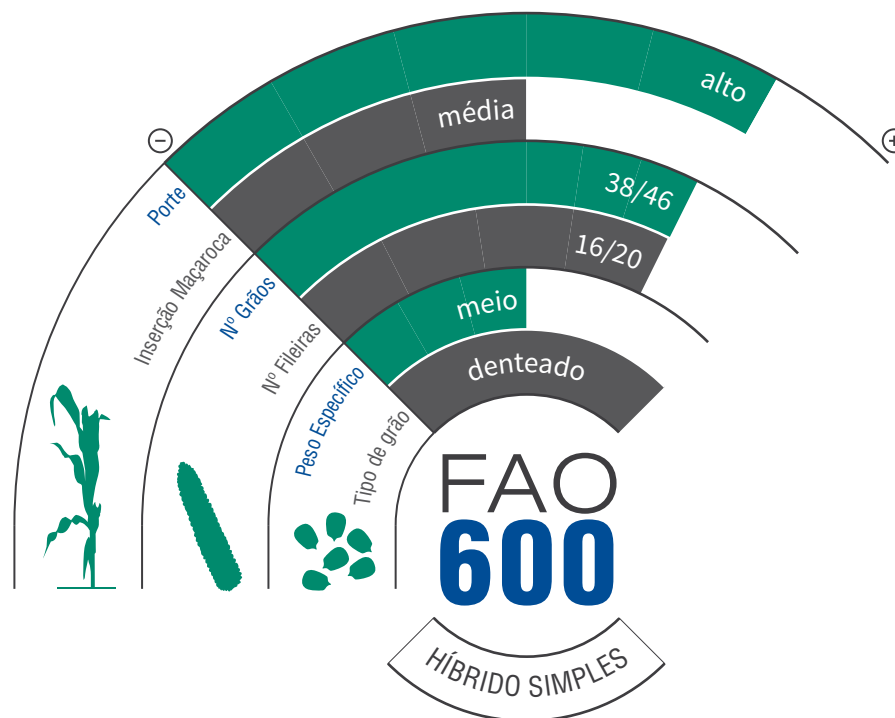 −
+
Porte
alto
Inserção Maçaroca
média
Nº Grãos
38/46
Nº Fileiras
16/20
Peso Específico
meio
Tipo de grão
denteado
FAO
600
HÍBRIDO SIMPLES